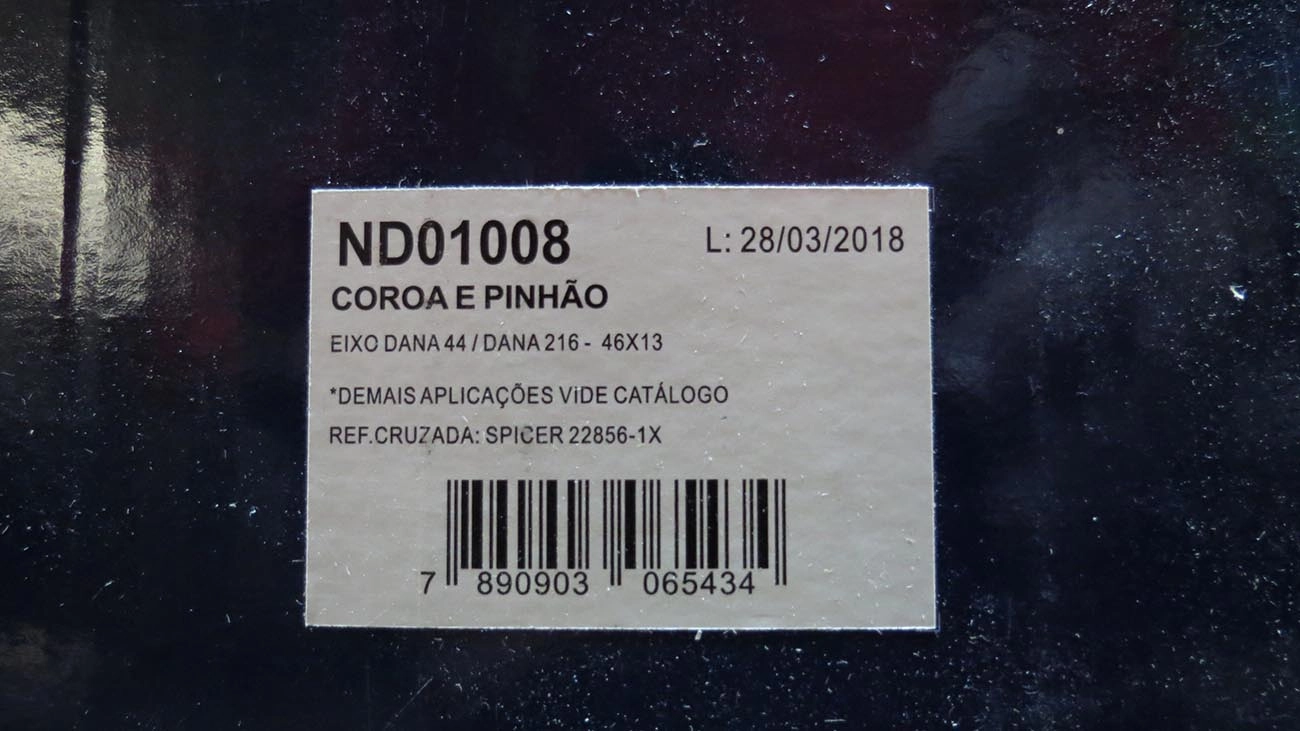 ND01008 L: 28/03/2018
COROA E PINHÃO
EIXO DANA 44 / DANA 216 - 46X13
*DEMAIS APLICAÇÕES ViDE CATÁLOGO
REF.CRUZADA: SPICER 22856-1X
7 890903 065434